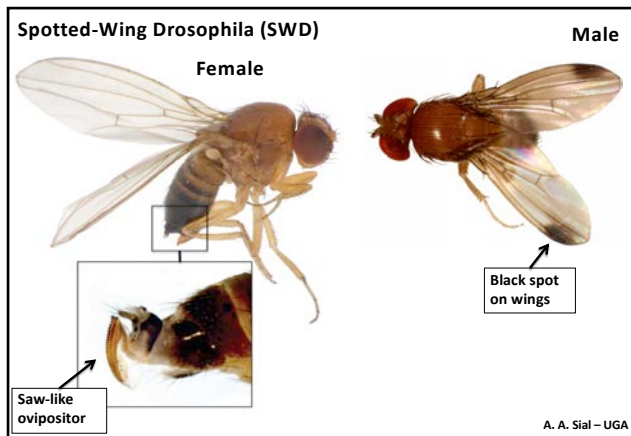 Spotted-Wing Drosophila (SWD)
Male
Female
Black spot
on wings
Saw-like
ovipositor
A. A. Sial – UGA